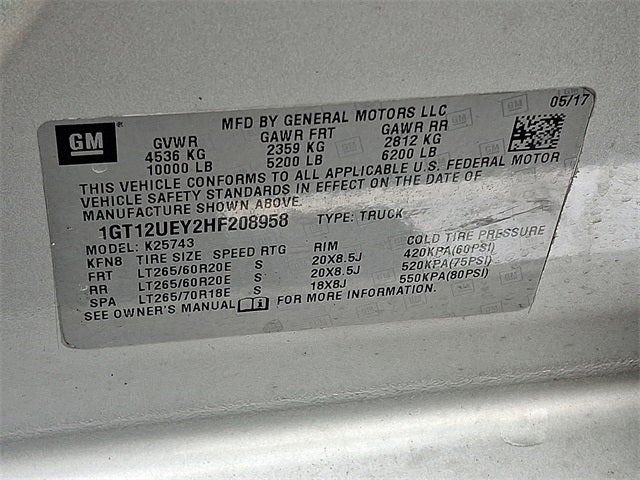 05/17
MFD BY GENERAL MOTORS LLC
GM
GVWR GAWR FRT GAWR RR
4536 KG 2359 KG 2812 KG
10000 LB 5200 LB 6200 LB
THIS VEHICLE CONFORMS TO ALL APPLICABLE U.S. FEDERAL MOTOR
VEHICLE SAFETY STANDARDS IN EFFECT ON THE DATE OF
MANUFACTURE SHOWN ABOVE.
1GT12UEY2HF208958 TYPE: TRUCK
MODEL: K25743
KFN8 TIRE SIZE SPEED RTG RIM COLD TIRE PRESSURE
FRT LT265/60R20E S 20X8.5J 420KPA(60PSI)
RR LT265/60R20E S 20X8.5J 520KPA(75PSI)
SPA LT265/70R18E S 18X8J 550KPA(80PSI)
SEE OWNER'S MANUAL FOR MORE INFORMATION.